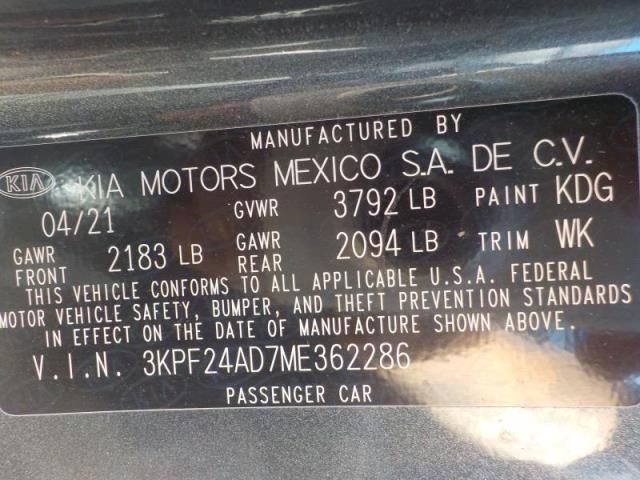 MANUFACTURED BY
KIA KIA MOTORS MEXICO S.A. DE C.V.
04/21 GVWR 3792 LB PAINT KDG
GAWR FRONT 2183 LB GAWR REAR 2094 LB TRIM WK
THIS VEHICLE CONFORMS TO ALL APPLICABLE U.S.A. FEDERAL
MOTOR VEHICLE SAFETY, BUMPER, AND THEFT PREVENTION STANDARDS
IN EFFECT ON THE DATE OF MANUFACTURE SHOWN ABOVE.
V.I.N. 3KPF24AD7ME362286
PASSENGER CAR